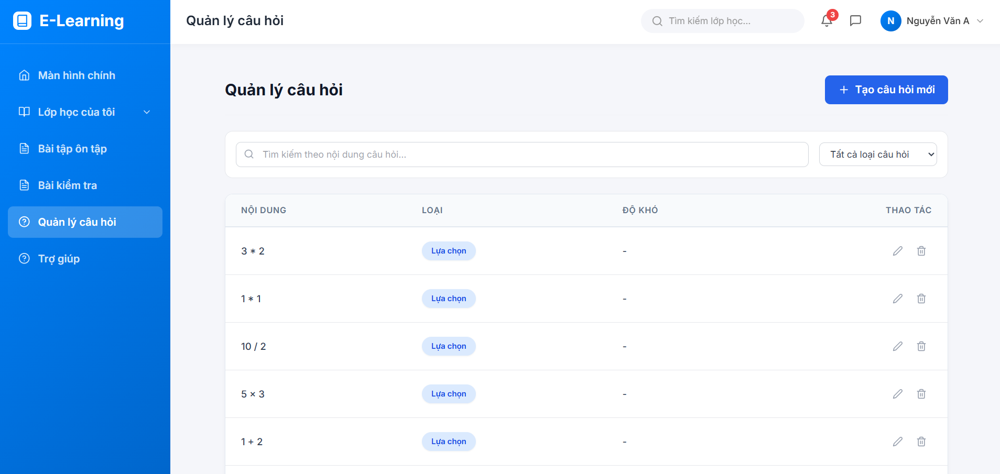 E-Learning
Quản lý câu hỏi
Tìm kiếm lớp học...
3
N
Nguyễn Văn A
Màn hình chính
Lớp học của tôi
Bài tập ôn tập
Bài kiểm tra
Quản lý câu hỏi
Trợ giúp
Quản lý câu hỏi
+ Tạo câu hỏi mới
Tìm kiếm theo nội dung câu hỏi...
Tất cả loại câu hỏi
NỘI DUNG LOẠI ĐỘ KHÓ THAO TÁC
3 * 2 Lựa chọn -
1 * 1 Lựa chọn -
10 / 2 Lựa chọn -
5 × 3 Lựa chọn -
1 + 2 Lựa chọn -